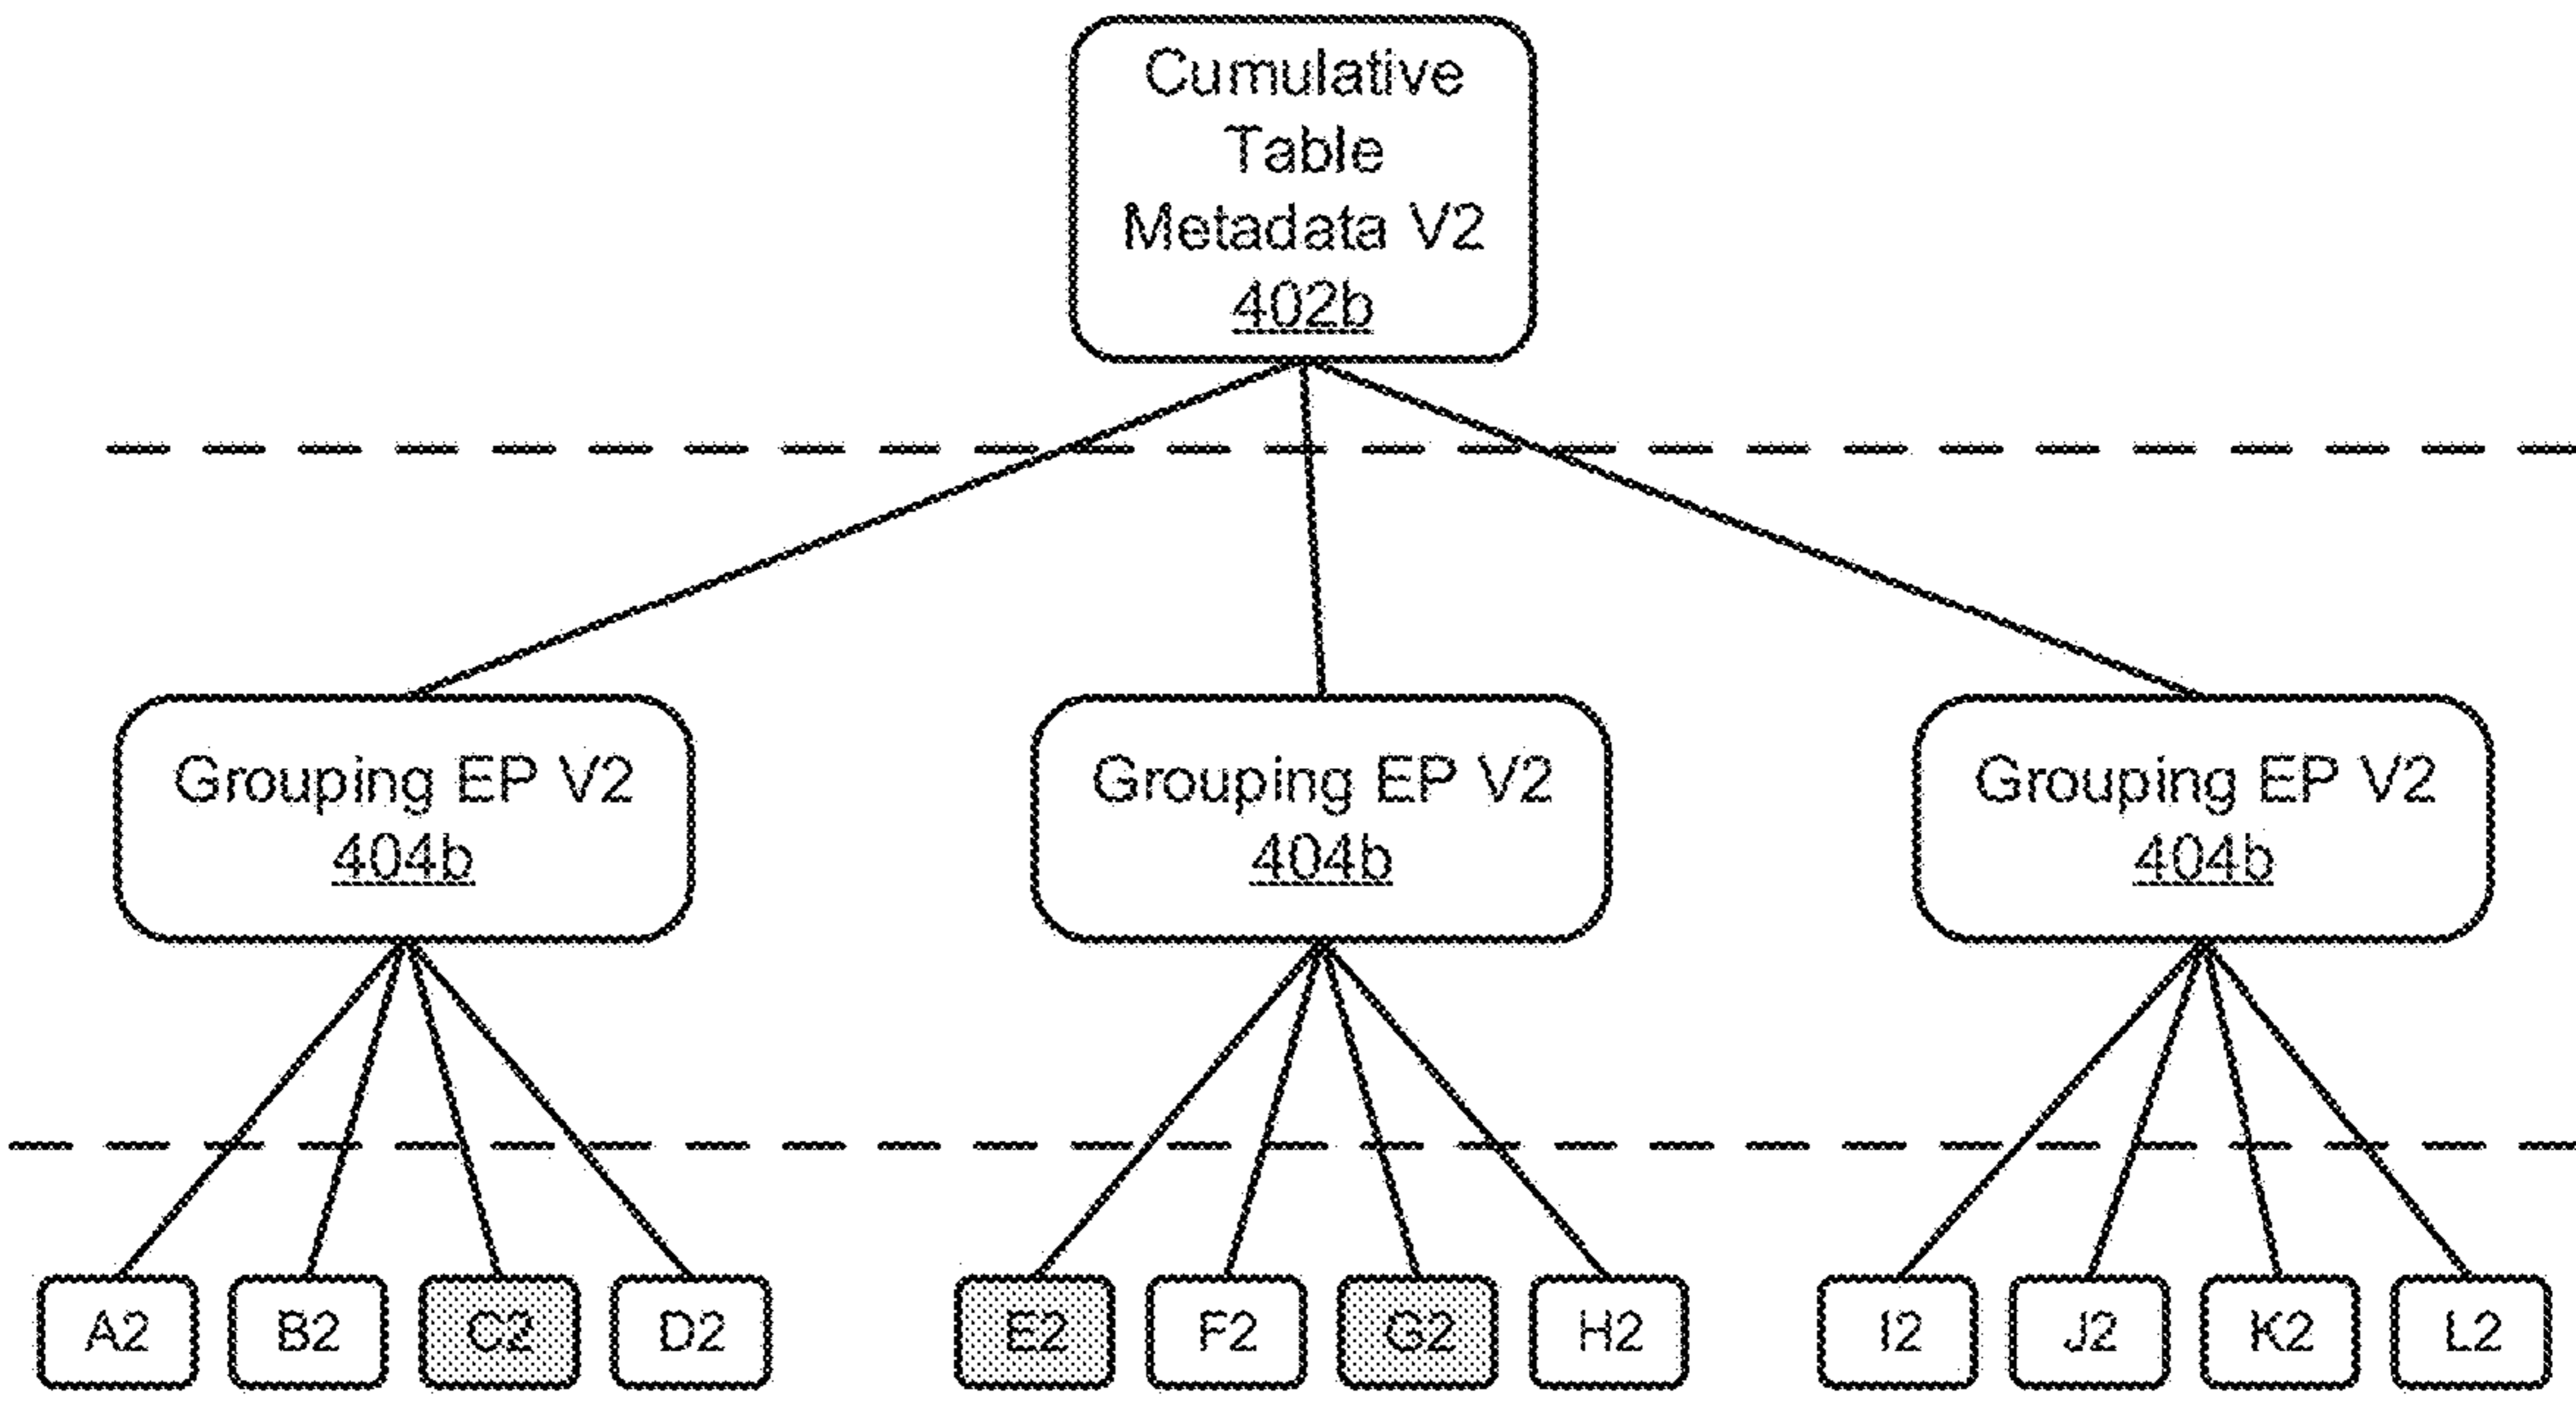 Cumulative
Table
Metadata V2
402b
Grouping EP V2
404b
Grouping EP V2
404b
Grouping EP V2
404b
A2 B2 C2 D2 E2 F2 G2 H2 I2 J2 K2 L2